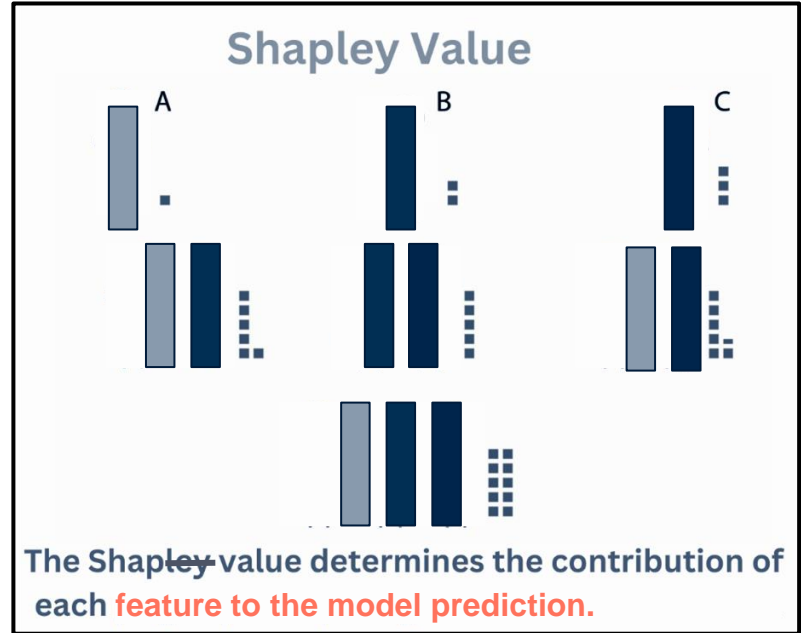 Shapley Value
A B C
The Shapley value determines the contribution of
each feature to the model prediction.